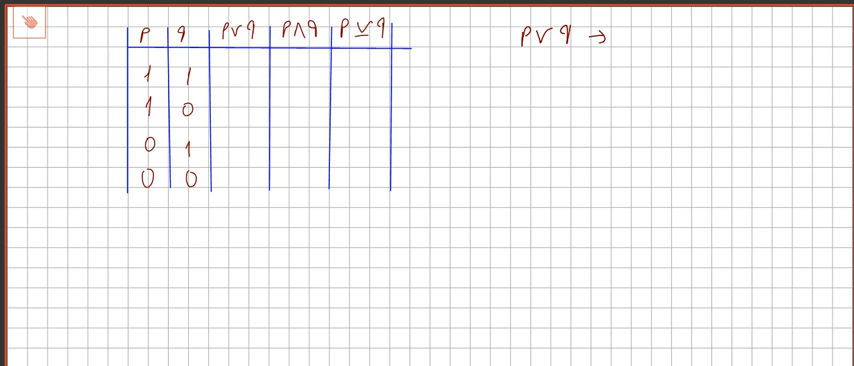 p q p∨q p∧q p⊻q
p∨q →
1 1
1 0
0 1
0 0